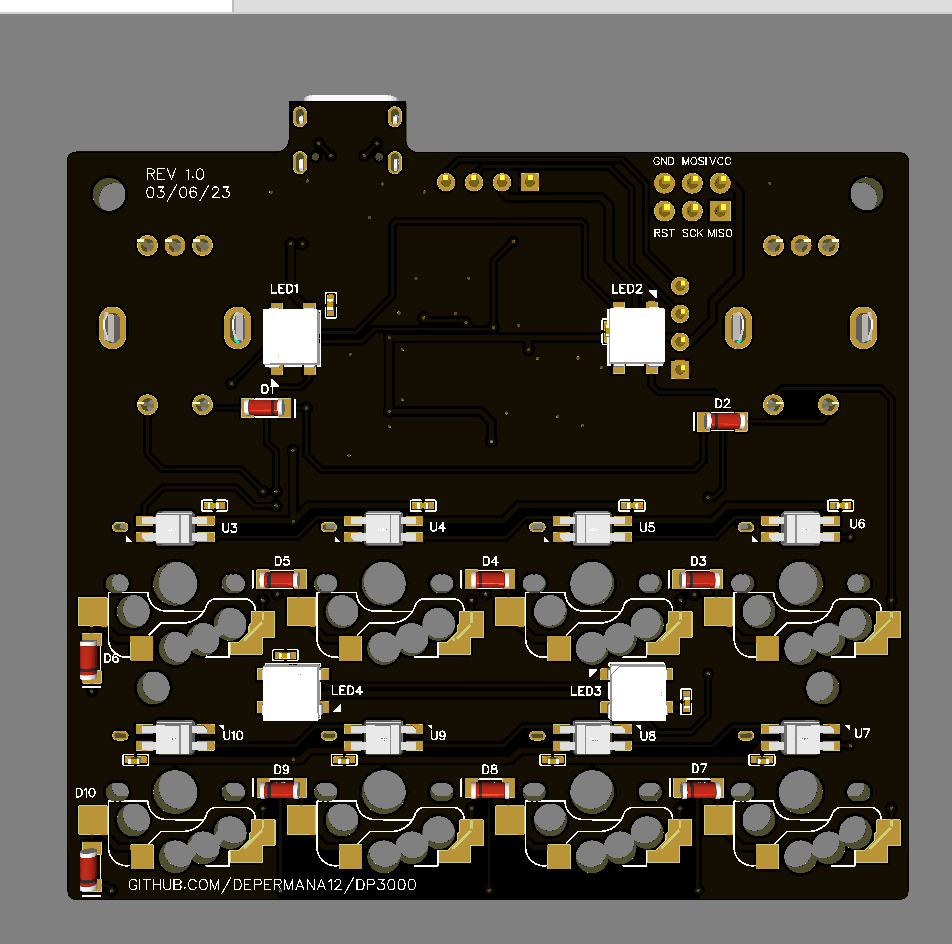 REV 1.0
03/06/23
GND MOSI VCC
RST SCK MISO
LED1
LED2
D1
D2
U3
U4
U5
U6
D5
D4
D3
D6
LED4
LED3
U10
U9
U8
U7
D9
D8
D7
D10
GITHUB.COM/DEPERMANA12/DP3000